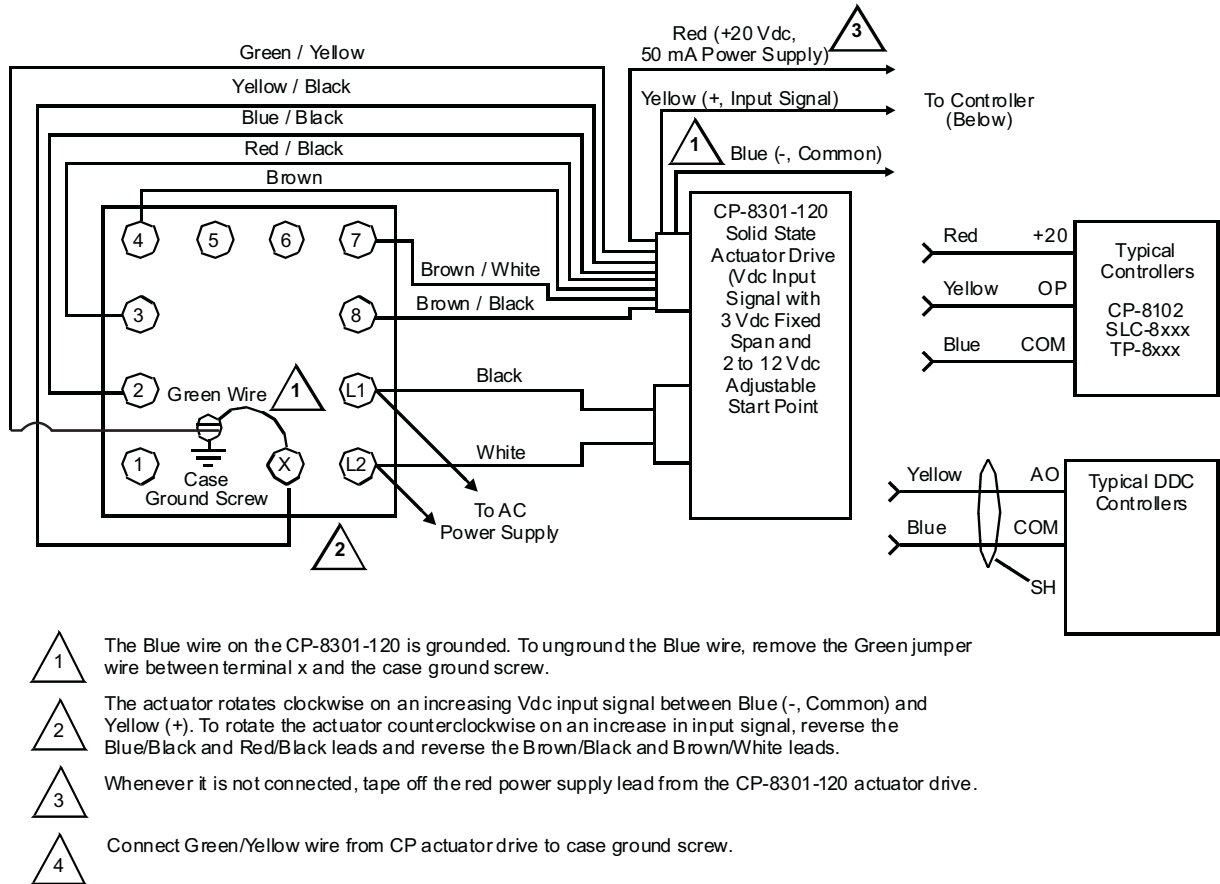 Green / Yellow
Yellow / Black
Blue / Black
Red / Black
Brown
Red (+20 Vdc,
50 mA Power Supply)
3
Yellow (+, Input Signal)
To Controller
(Below)
1
Blue (-, Common)
4
5
6
7
3
8
2
Green Wire
1
L1
1
Case
Ground Screw
X
L2
2
Brown / White
Brown / Black
Black
White
To AC
Power Supply
CP-8301-120
Solid State
Actuator Drive
(Vdc Input
Signal with
3 Vdc Fixed
Span and
2 to 12 Vdc
Adjustable
Start Point
Red +20
Yellow OP
Blue COM
Typical
Controllers
CP-8102
SLC-8xxx
TP-8xxx
Yellow AO
Blue COM
SH
Typical DDC
Controllers
1
The Blue wire on the CP-8301-120 is grounded. To unground the Blue wire, remove the Green jumper
wire between terminal x and the case ground screw.
2
The actuator rotates clockwise on an increasing Vdc input signal between Blue (-, Common) and
Yellow (+). To rotate the actuator counterclockwise on an increase in input signal, reverse the
Blue/Black and Red/Black leads and reverse the Brown/Black and Brown/White leads.
3
Whenever it is not connected, tape off the red power supply lead from the CP-8301-120 actuator drive.
4
Connect Green/Yellow wire from CP actuator drive to case ground screw.